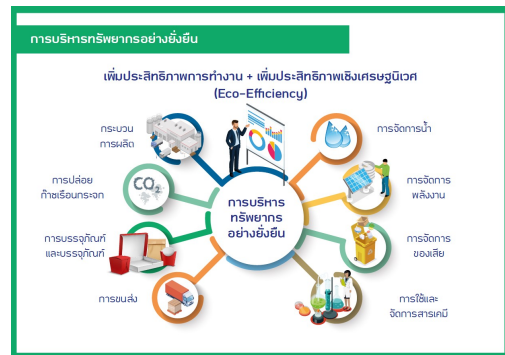 การบริหารทรัพยากรอย่างยั่งยืน
เพิ่มประสิทธิภาพการทำงาน + เพิ่มประสิทธิภาพเชิงเศรษฐนิเวศ
(Eco-Efficiency)
กระบวน
การผลิต
การจัดการน้ำ
การปล่อย
ก๊าซเรือนกระจก
CO2
การจัดการ
พลังงาน
การบริหาร
ทรัพยากร
อย่างยั่งยืน
การบรรจุภัณฑ์
และบรรจุภัณฑ์
การจัดการ
ของเสีย
การขนส่ง
การใช้และ
จัดการสารเคมี